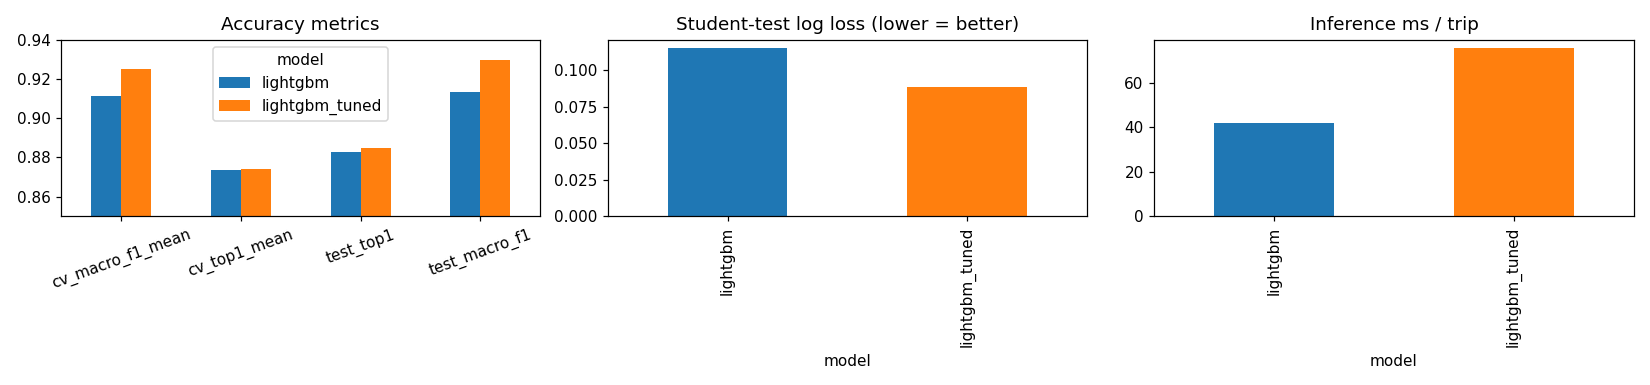 Accuracy metrics
0.94
0.92
0.90
0.88
0.86
model
lightgbm
lightgbm_tuned
cv_macro_f1_mean
cv_top1_mean
test_top1
test_macro_f1
Student-test log loss (lower = better)
0.100
0.075
0.050
0.025
0.000
lightgbm
lightgbm_tuned
model
Inference ms / trip
60
40
20
0
lightgbm
lightgbm_tuned
model